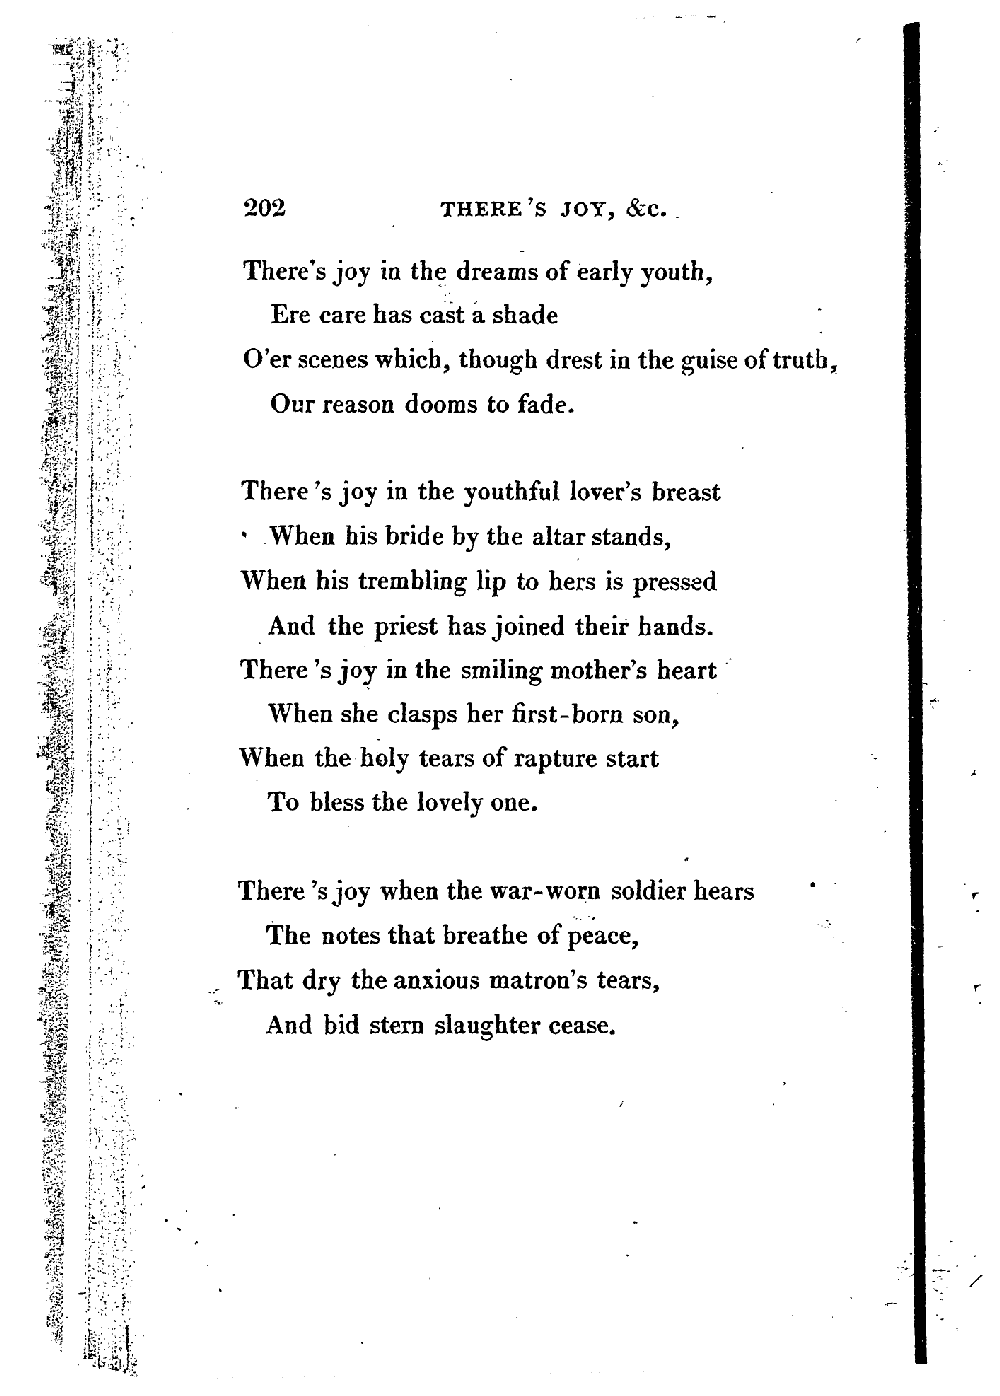 202 THERE'S JOY, &c.
There's joy in the dreams of early youth,
Ere care has cast a shade
O'er scenes which, though drest in the guise of truth,
Our reason dooms to fade.
There 's joy in the youthful lover's breast
When his bride by the altar stands,
When his trembling lip to hers is pressed
And the priest has joined their hands.
There 's joy in the smiling mother's heart
When she clasps her first-born son,
When the holy tears of rapture start
To bless the lovely one.
There 's joy when the war-worn soldier hears
The notes that breathe of peace,
That dry the anxious matron's tears,
And bid stern slaughter cease.